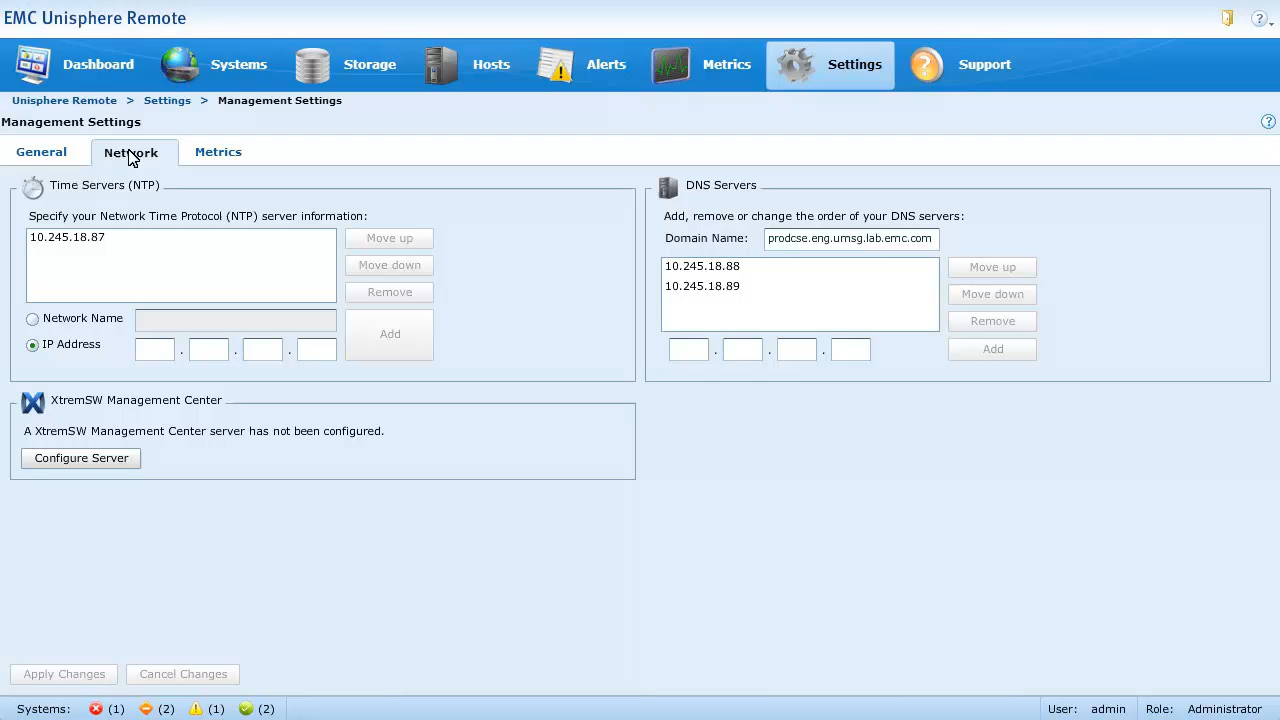 EMC Unisphere Remote
Dashboard Systems Storage Hosts Alerts Metrics Settings Support
Unisphere Remote > Settings > Management Settings
Management Settings
General Network Metrics
Time Servers (NTP)
Specify your Network Time Protocol (NTP) server information:
10.245.18.87
Move up
Move down
Remove
Network Name
Add
IP Address
. . .
DNS Servers
Add, remove or change the order of your DNS servers:
Domain Name: prodcse.eng.umsg.lab.emc.com
10.245.18.88
10.245.18.89
Move up
Move down
Remove
. . . Add
XtremSW Management Center
A XtremSW Management Center server has not been configured.
Configure Server
Apply Changes Cancel Changes
Systems: (1) (2) (1) (2) User: admin Role: Administrator